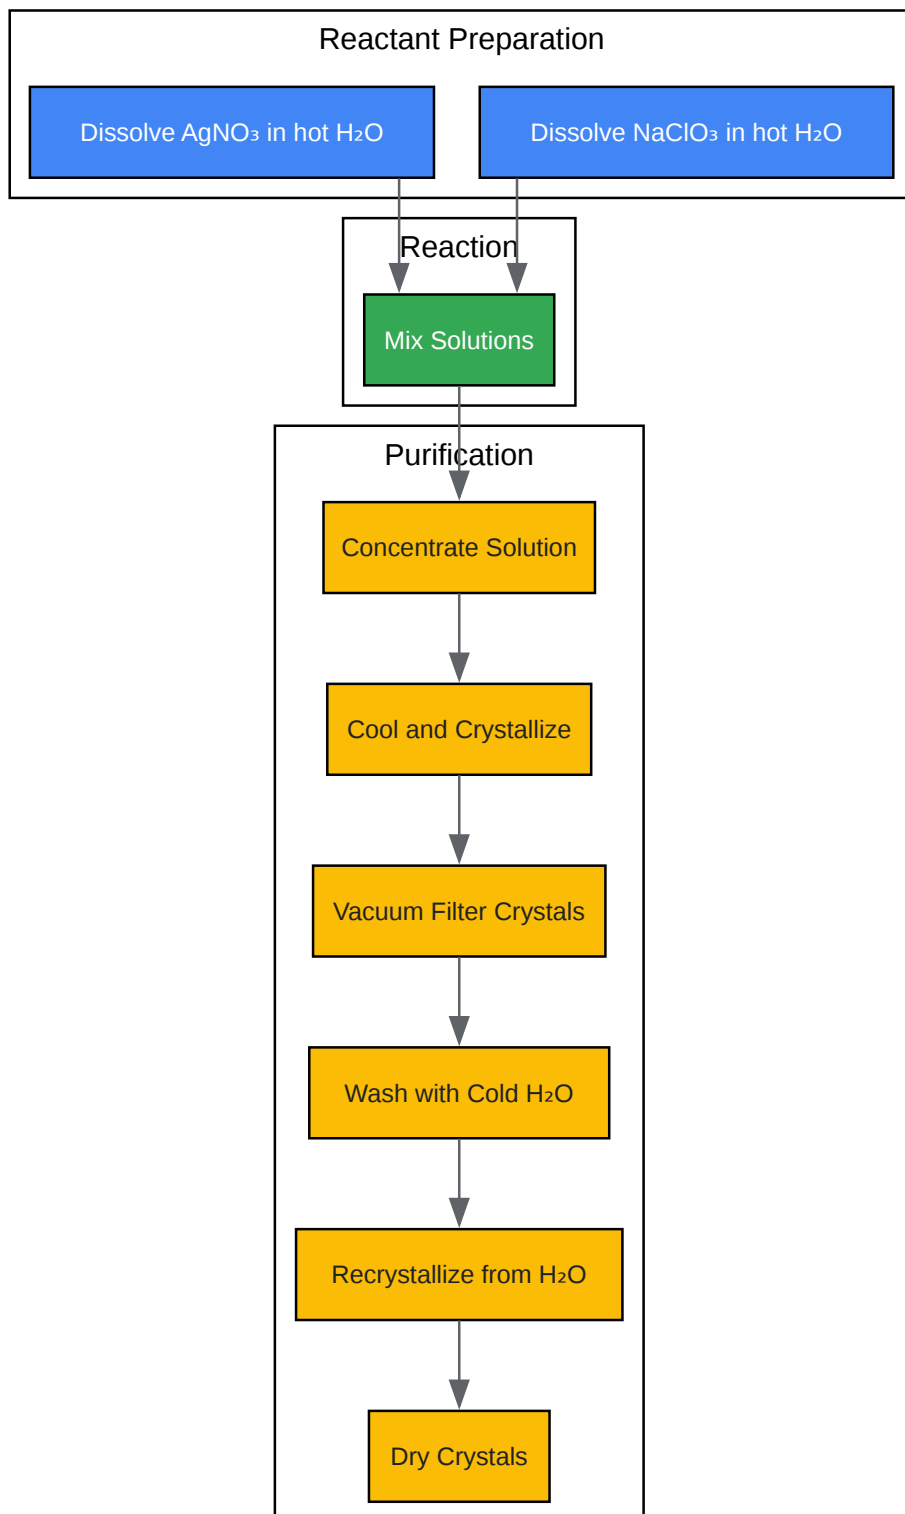 Reactant Preparation
Dissolve AgNO₃ in hot H₂O
Dissolve NaClO₃ in hot H₂O
Reaction
Mix Solutions
Purification
Concentrate Solution
Cool and Crystallize
Vacuum Filter Crystals
Wash with Cold H₂O
Recrystallize from H₂O
Dry Crystals